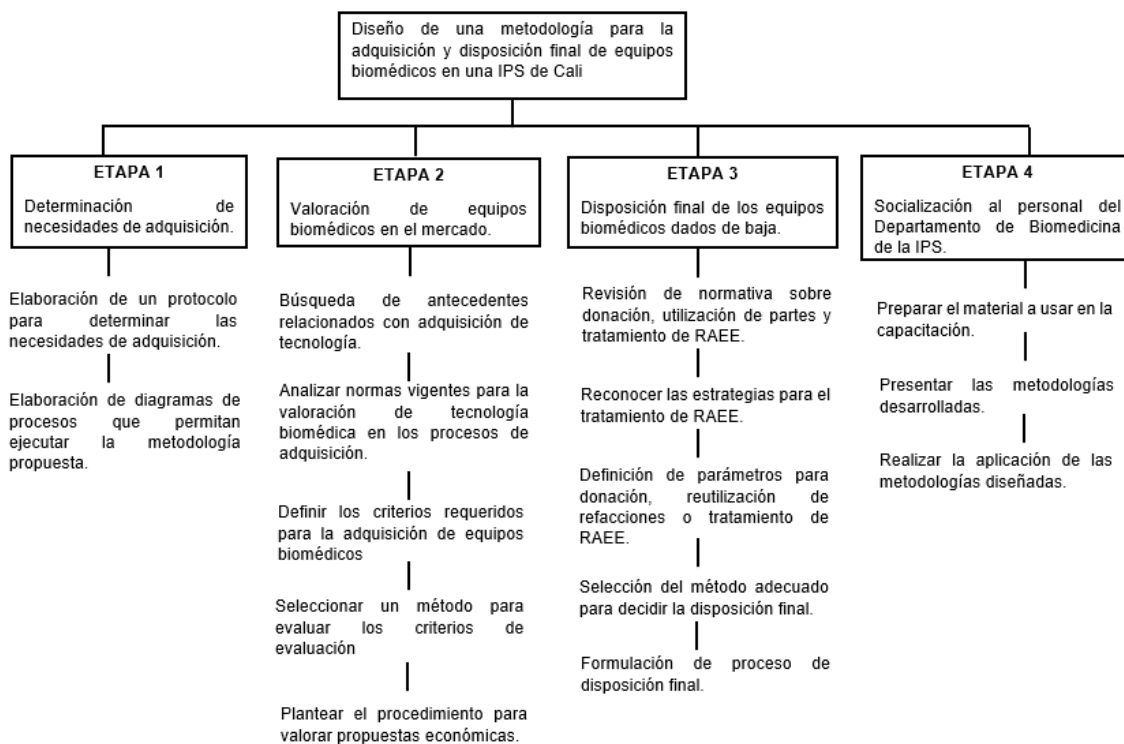 Diseño de una metodología para la
adquisición y disposición final de equipos
biomédicos en una IPS de Cali
ETAPA 1
Determinación de
necesidades de adquisición.
Elaboración de un protocolo
para determinar las
necesidades de adquisición.
Elaboración de diagramas de
procesos que permitan
ejecutar la metodología
propuesta.
ETAPA 2
Valoración de equipos
biomédicos en el mercado.
Búsqueda de antecedentes
relacionados con adquisición de
tecnología.
Analizar normas vigentes para la
valoración de tecnología
biomédica en los procesos de
adquisición.
Definir los criterios requeridos
para la adquisición de equipos
biomédicos
Seleccionar un método para
evaluar los criterios de
evaluación
Plantear el procedimiento para
valorar propuestas económicas.
ETAPA 3
Disposición final de los equipos
biomédicos dados de baja.
Revisión de normativa sobre
donación, utilización de partes y
tratamiento de RAEE.
Reconocer las estrategias para el
tratamiento de RAEE.
Definición de parámetros para
donación, reutilización de
refacciones o tratamiento de
RAEE.
Selección del método adecuado
para decidir la disposición final.
Formulación de proceso de
disposición final.
ETAPA 4
Socialización al personal del
Departamento de Biomedicina
de la IPS.
Preparar el material a usar en la
capacitación.
Presentar las metodologías
desarrolladas.
Realizar la aplicación de las
metodologías diseñadas.